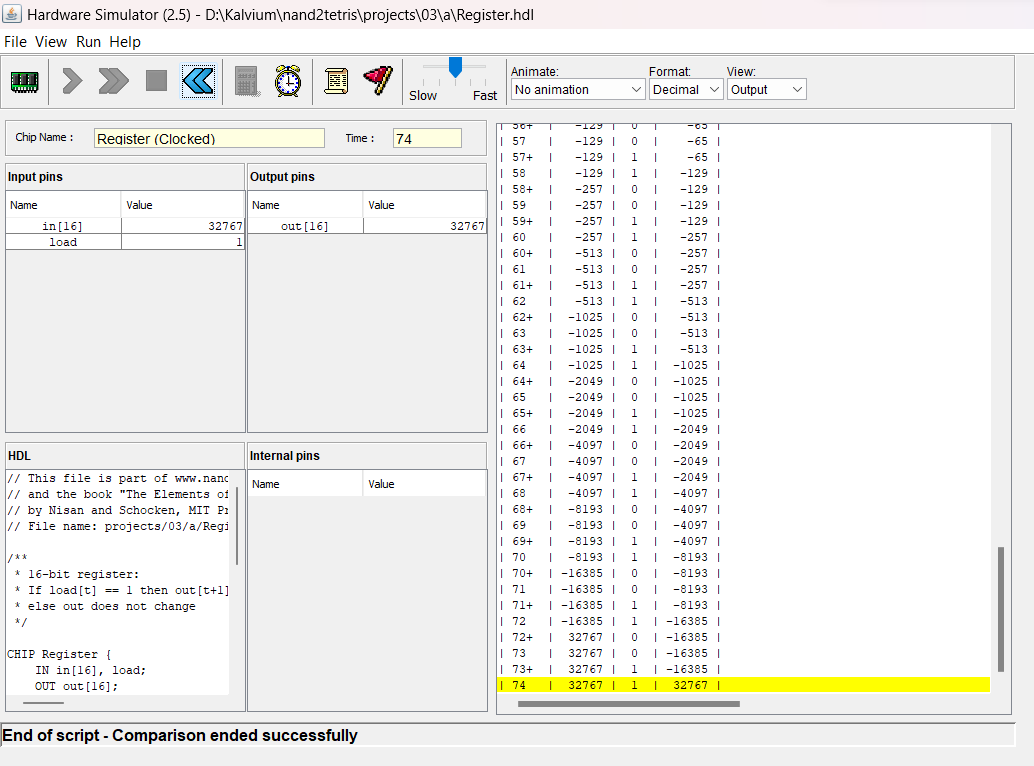 Hardware Simulator (2.5) - D:\Kalvium\nand2tetris\projects\03\a\Register.hdl
File View Run Help
Slow Fast
Animate: Format: View:
No animation Decimal Output
Chip Name : Register (Clocked) Time : 74
Input pins
Name Value
in[16] 32767
load 1
Output pins
Name Value
out[16] 32767
HDL
// This file is part of www.nand
// and the book "The Elements of
// by Nisan and Schocken, MIT Pr
// File name: projects/03/a/Regi
/**
* 16-bit register:
* If load[t] == 1 then out[t+1]
* else out does not change
*/
CHIP Register {
IN in[16], load;
OUT out[16];
Internal pins
Name Value
| 56+ | -129 | 0 | -65 |
| 57 | -129 | 0 | -65 |
| 57+ | -129 | 1 | -65 |
| 58 | -129 | 1 | -129 |
| 58+ | -257 | 0 | -129 |
| 59 | -257 | 0 | -129 |
| 59+ | -257 | 1 | -129 |
| 60 | -257 | 1 | -257 |
| 60+ | -513 | 0 | -257 |
| 61 | -513 | 0 | -257 |
| 61+ | -513 | 1 | -257 |
| 62 | -513 | 1 | -513 |
| 62+ | -1025 | 0 | -513 |
| 63 | -1025 | 0 | -513 |
| 63+ | -1025 | 1 | -513 |
| 64 | -1025 | 1 | -1025 |
| 64+ | -2049 | 0 | -1025 |
| 65 | -2049 | 0 | -1025 |
| 65+ | -2049 | 1 | -1025 |
| 66 | -2049 | 1 | -2049 |
| 66+ | -4097 | 0 | -2049 |
| 67 | -4097 | 0 | -2049 |
| 67+ | -4097 | 1 | -2049 |
| 68 | -4097 | 1 | -4097 |
| 68+ | -8193 | 0 | -4097 |
| 69 | -8193 | 0 | -4097 |
| 69+ | -8193 | 1 | -4097 |
| 70 | -8193 | 1 | -8193 |
| 70+ | -16385 | 0 | -8193 |
| 71 | -16385 | 0 | -8193 |
| 71+ | -16385 | 1 | -8193 |
| 72 | -16385 | 1 | -16385 |
| 72+ | 32767 | 0 | -16385 |
| 73 | 32767 | 0 | -16385 |
| 73+ | 32767 | 1 | -16385 |
| 74 | 32767 | 1 | 32767 |
End of script - Comparison ended successfully